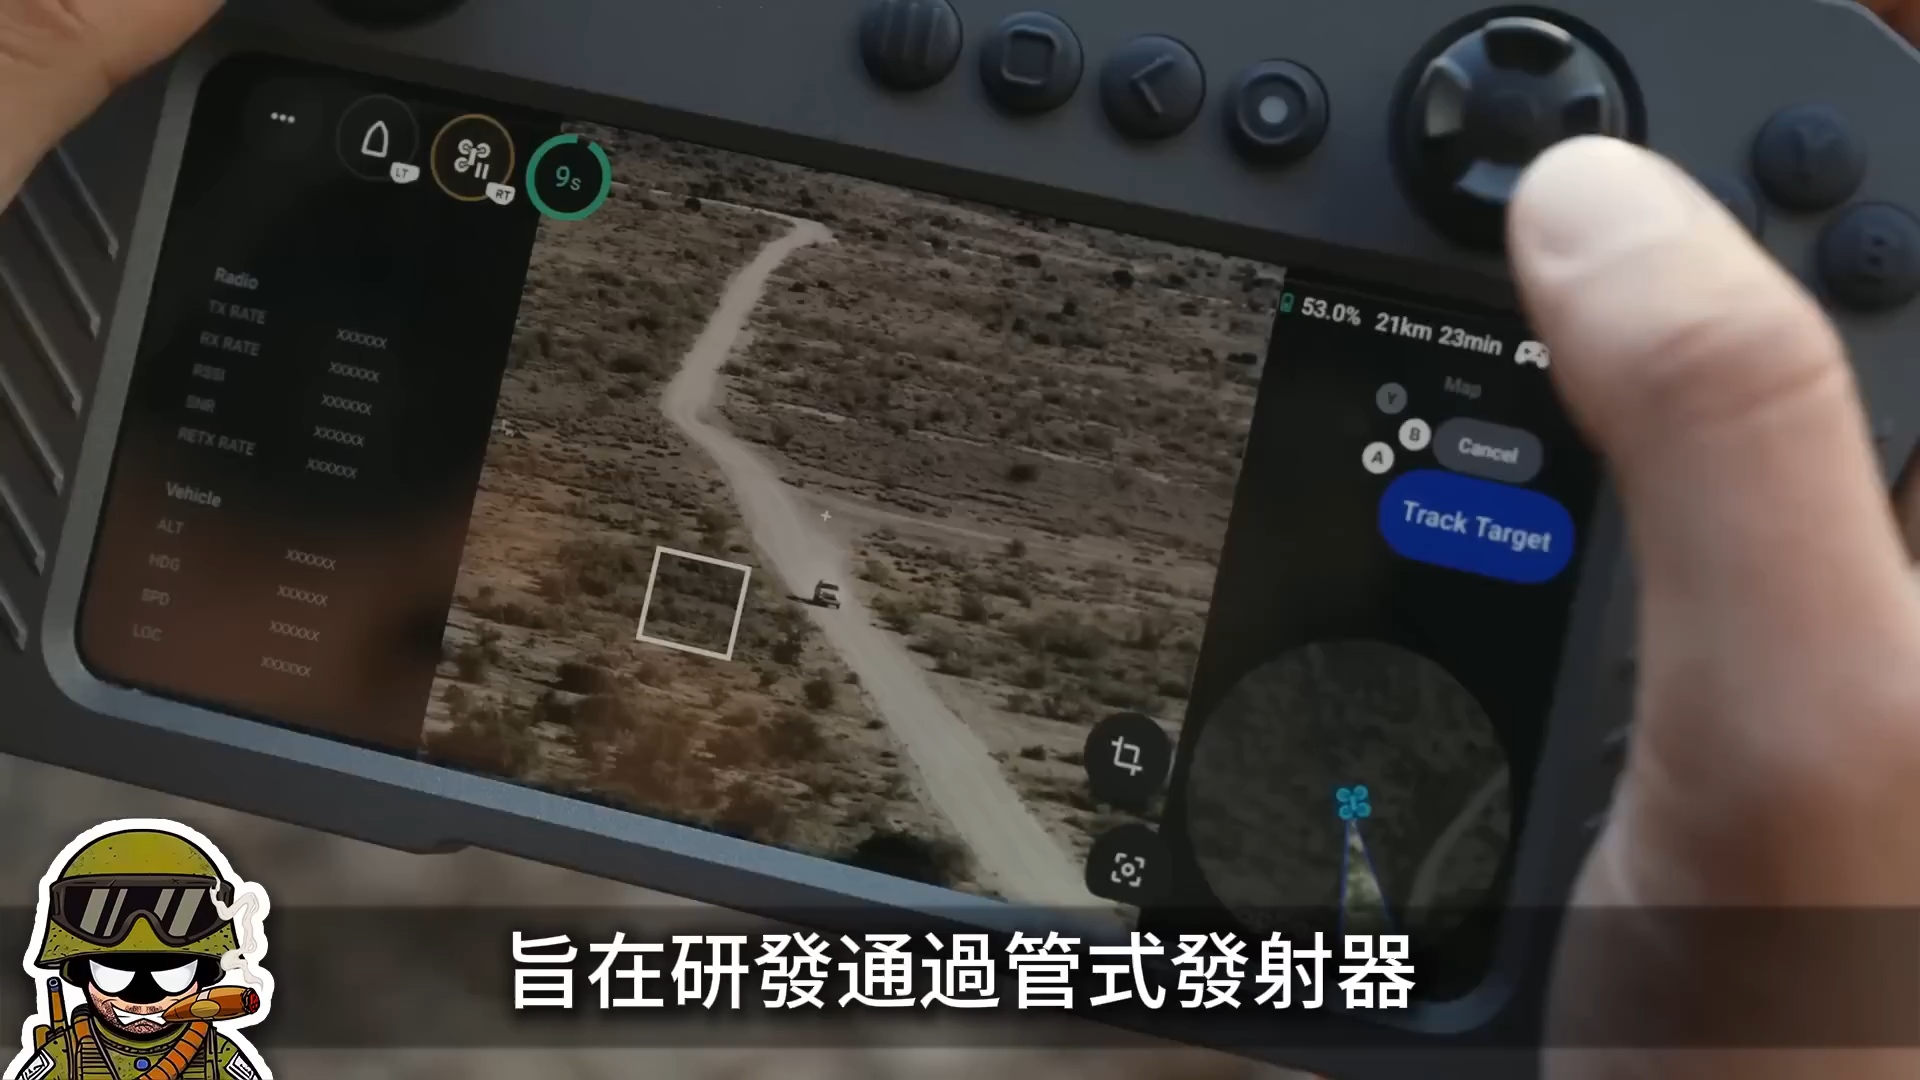 •••
LT
RT
9s
Radio
TX RATE XXXXXX
RX RATE XXXXXX
RSSI XXXXXX
SNR XXXXXX
RETX RATE XXXXXX
Vehicle
ALT XXXXXX
HDG XXXXXX
SPD XXXXXX
LOC XXXXXX
53.0% 21km 23min
Map
Y
B Cancel
A Track Target
旨在研發通過管式發射器